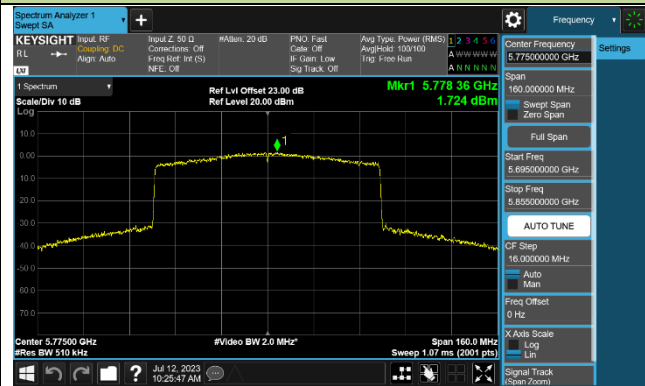 Spectrum Analyzer 1
Swept SA
Frequency
KEYSIGHT
RL
LXI
Input: RF
Coupling: DC
Align: Auto
Input Z: 50 Ω
Corrections: Off
Freq Ref: Int (S)
NFE: Off
#Atten: 20 dB
PNO: Fast
Gate: Off
IF Gain: Low
Sig Track: Off
Avg Type: Power (RMS)
Avg|Hold: 100/100
Trig: Free Run
1 2 3 4 5 6
A W W W W W
A N N N N N
1 Spectrum
Scale/Div 10 dB
Log
Ref Lvl Offset 23.00 dB
Ref Level 20.00 dBm
Mkr1 5.778 36 GHz
1.724 dBm
1
10.0
0.00
-10.0
-20.0
-30.0
-40.0
-50.0
-60.0
-70.0
Center 5.77500 GHz
#Res BW 510 kHz
#Video BW 2.0 MHz*
Span 160.0 MHz
Sweep 1.07 ms (2001 pts)
Jul 12, 2023
10:25:47 AM
?
Center Frequency
5.775000000 GHz
Span
160.000000 MHz
Swept Span
Zero Span
Full Span
Start Freq
5.695000000 GHz
Stop Freq
5.855000000 GHz
AUTO TUNE
CF Step
16.000000 MHz
Auto
Man
Freq Offset
0 Hz
X Axis Scale
Log
Lin
Signal Track
(Span Zoom)
Settings